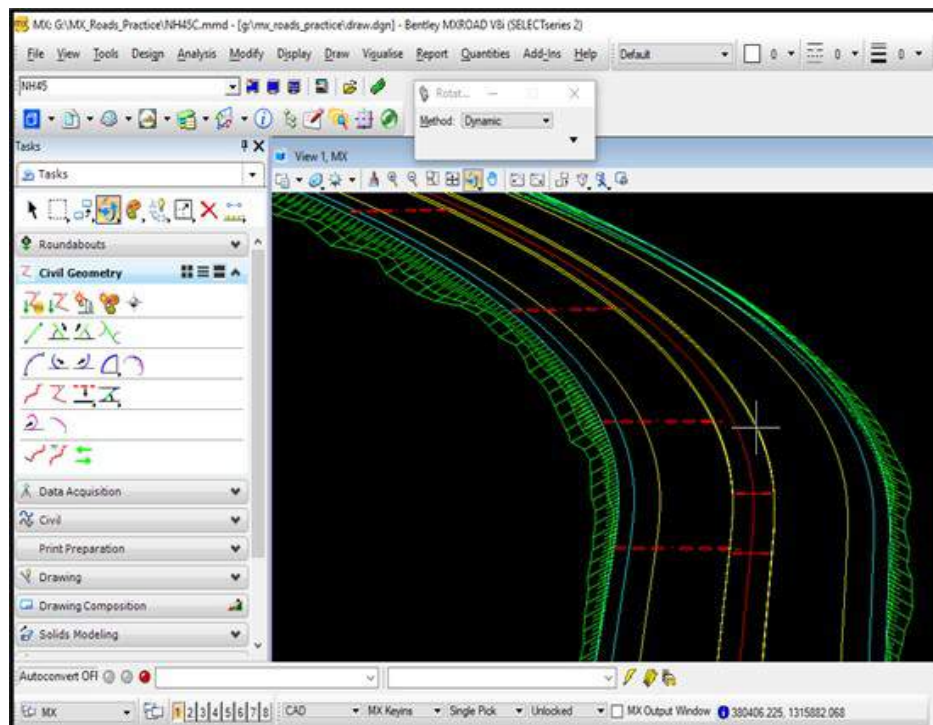 MX: G:\MX_Roads_Practice\NH45C.mmd - [g:\mx_roads_practice\draw.dgn] - Bentley MXROAD V8i (SELECTseries 2)
File View Tools Design Analysis Modify Display Draw Visualise Report Quantities Add-Ins Help Default 0 0 0
NH45
Rotat...
Method: Dynamic
Tasks
View 1, MX
Tasks
Roundabouts
Civil Geometry
Data Acquisition
Civil
Print Preparation
Drawing
Drawing Composition
Solids Modeling
Autoconvert OFF
MX 1 2 3 4 5 6 7 8 CAD MX Keyins Single Pick Unlocked MX Output Window 380406.225, 1315882.068